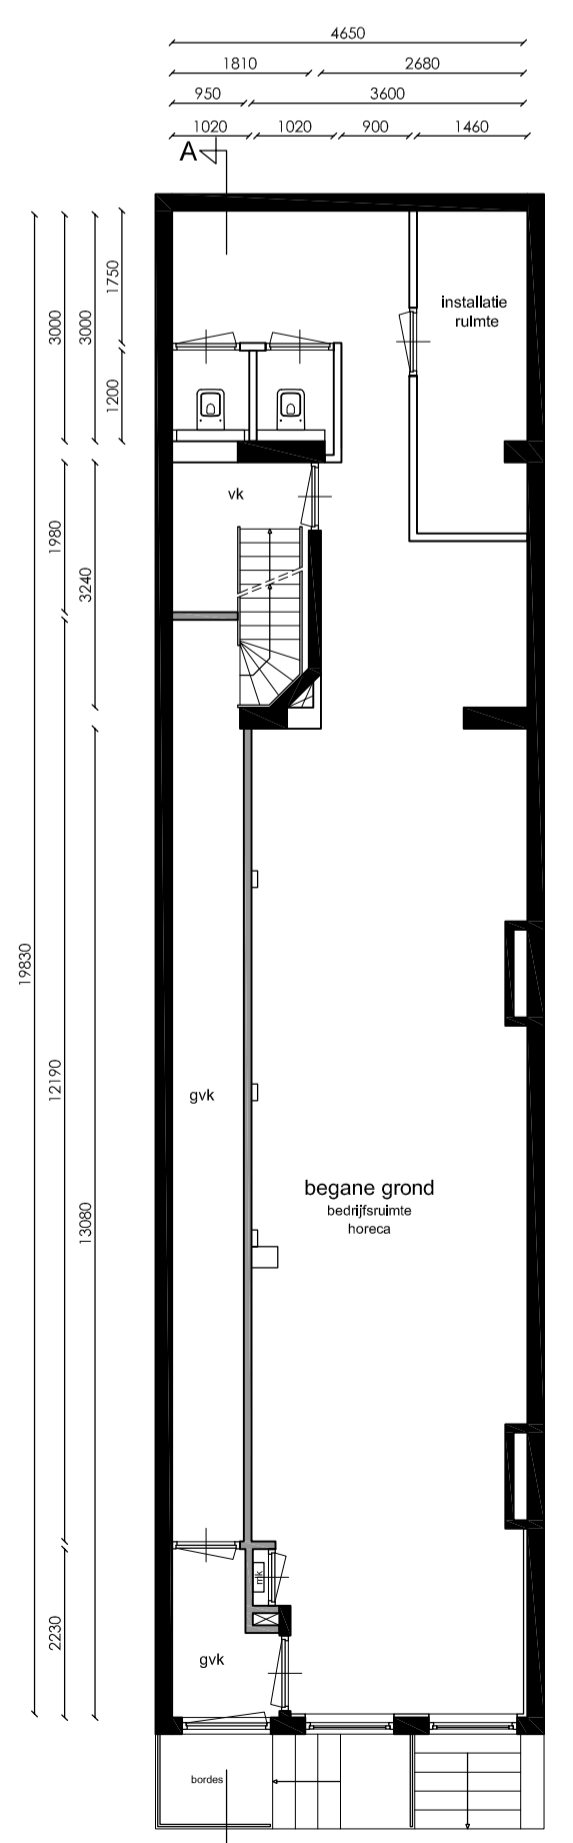 4650
1810 2680
950 3600
1020 1020 900 1460
A
1750
3000
3000
1200
installatie
ruimte
vk
1980
3240
19830
12190
13080
gvk
begane grond
bedrijfsruimte
horeca
mk
2230
gvk
bordes